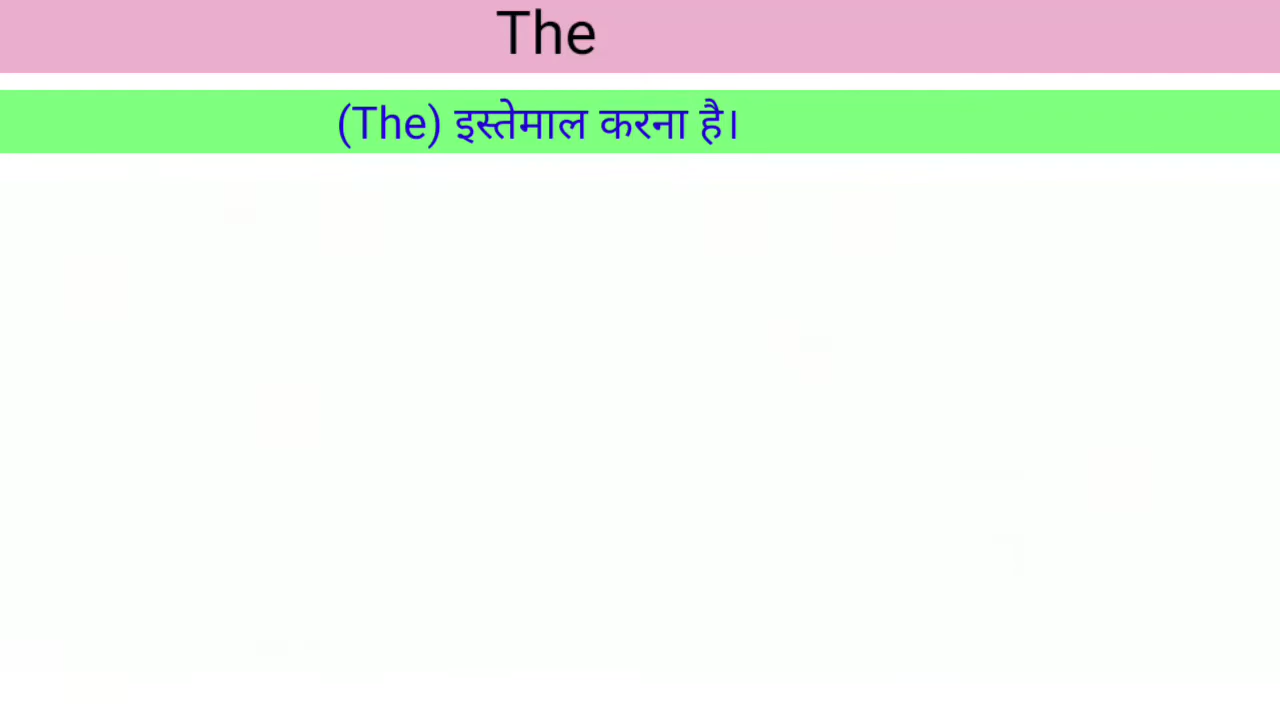 The
(The) इस्तेमाल करना है।